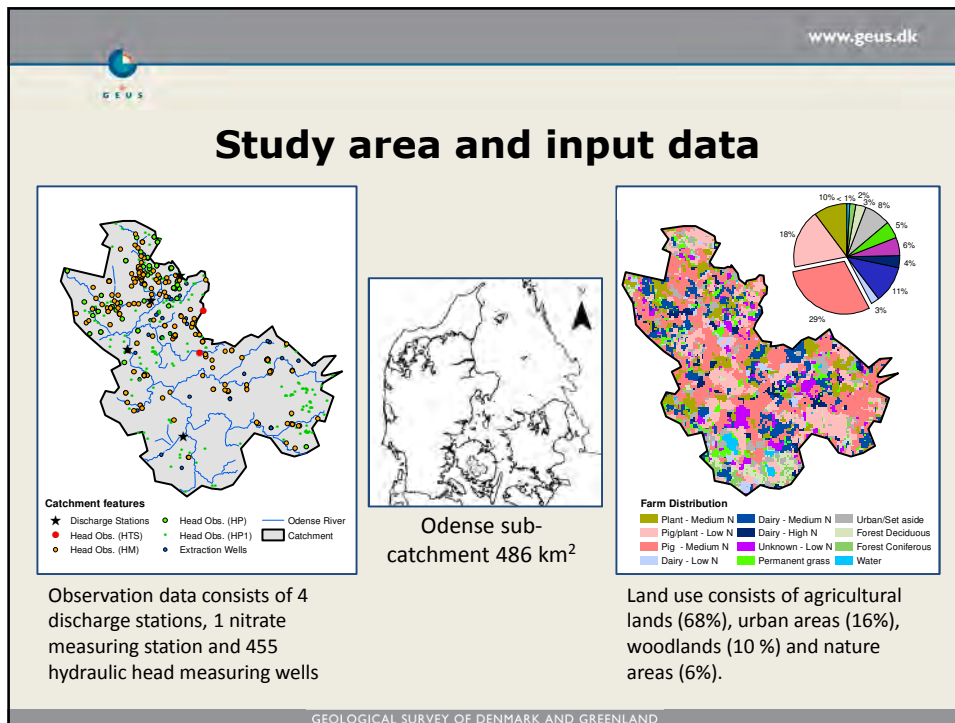 www.geus.dk
G E U S
Study area and input data
Catchment features
Discharge Stations
Head Obs. (HTS)
Head Obs. (HM)
Head Obs. (HP)
Head Obs. (HP1)
Extraction Wells
Odense River
Catchment
Observation data consists of 4
discharge stations, 1 nitrate
measuring station and 455
hydraulic head measuring wells
Odense sub-
catchment 486 km²
10%
< 1%
2%
3%
8%
5%
6%
4%
11%
3%
29%
18%
Farm Distribution
Plant - Medium N
Pig/plant - Low N
Pig - Medium N
Dairy - Low N
Dairy - Medium N
Dairy - High N
Unknown - Low N
Permanent grass
Urban/Set aside
Forest Deciduous
Forest Coniferous
Water
Land use consists of agricultural
lands (68%), urban areas (16%),
woodlands (10 %) and nature
areas (6%).
GEOLOGICAL SURVEY OF DENMARK AND GREENLAND